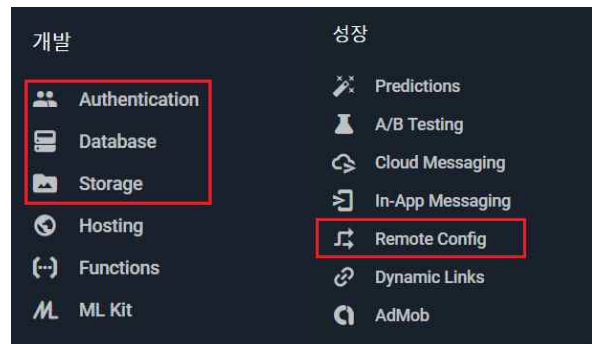 개발
Authentication
Database
Storage
Hosting
Functions
ML Kit
성장
Predictions
A/B Testing
Cloud Messaging
In-App Messaging
Remote Config
Dynamic Links
AdMob